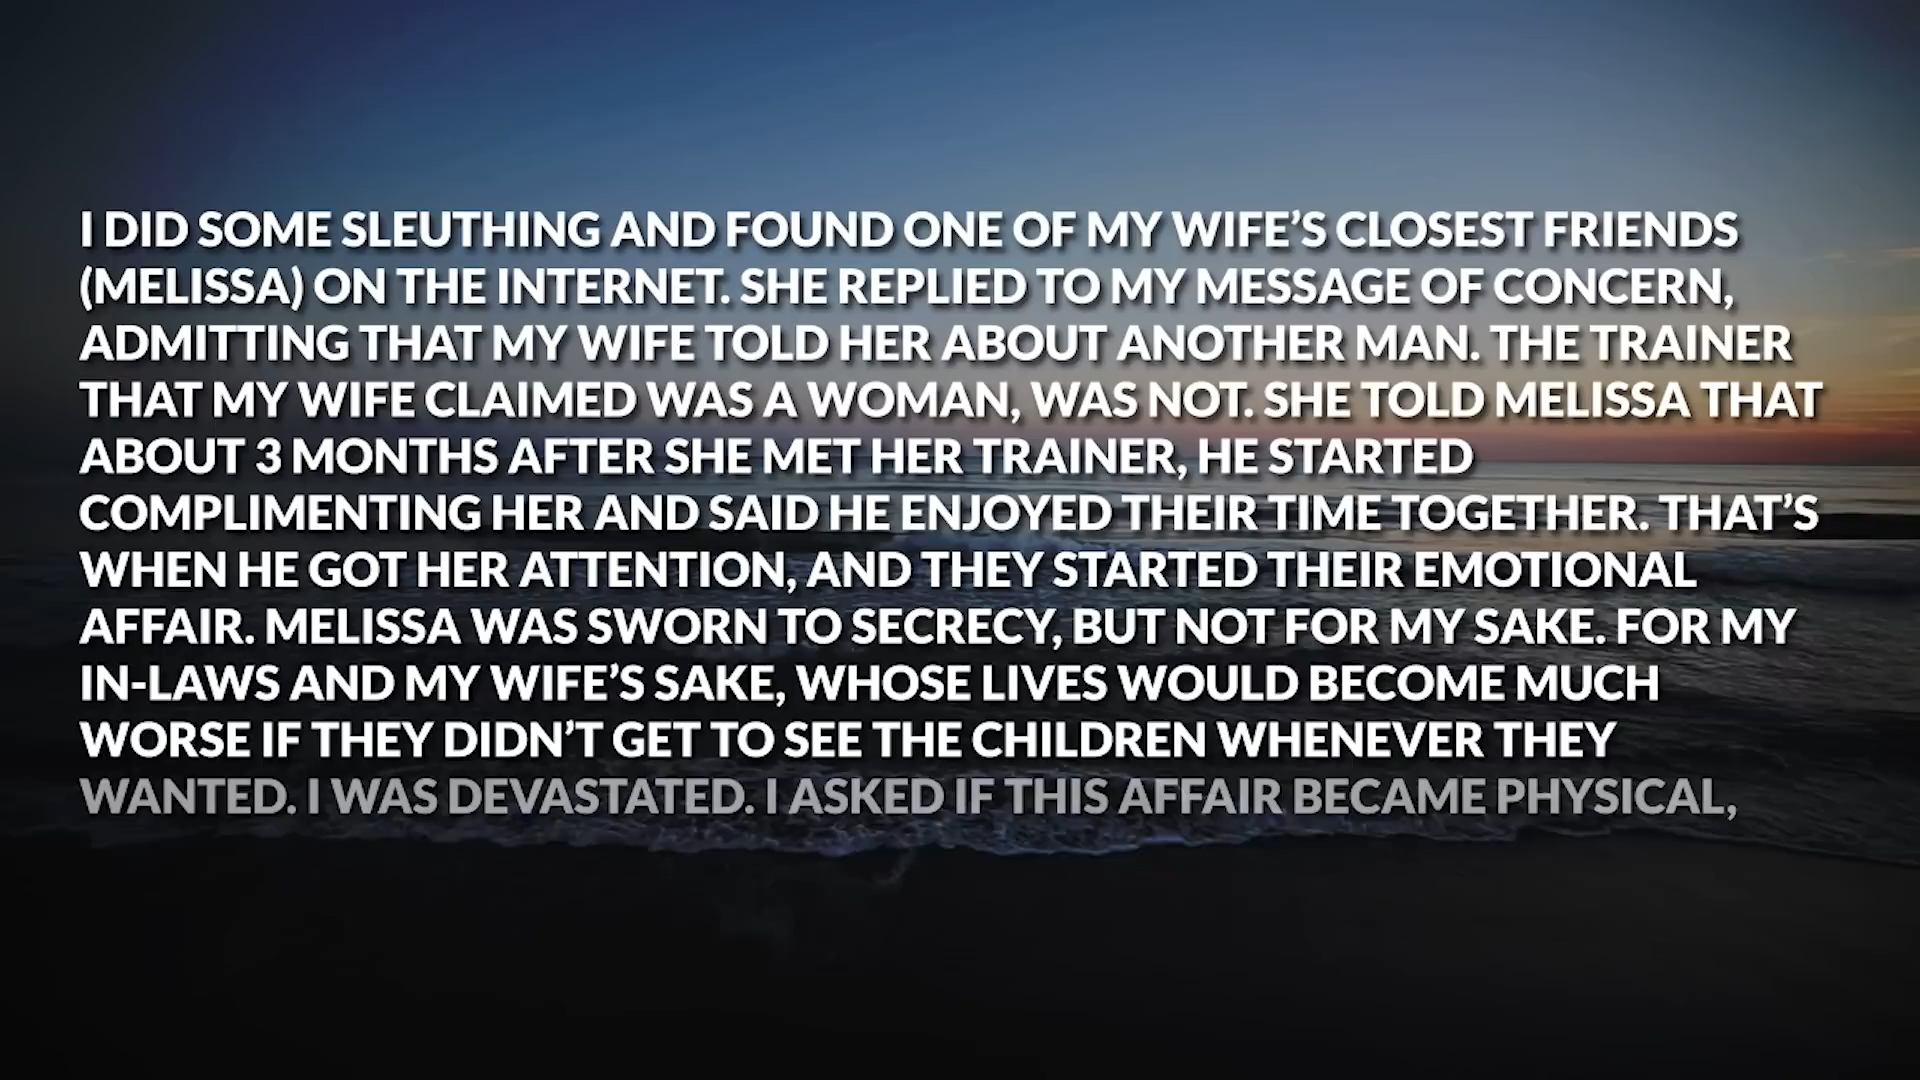 I DID SOME SLEUTHING AND FOUND ONE OF MY WIFE’S CLOSEST FRIENDS
(MELISSA) ON THE INTERNET. SHE REPLIED TO MY MESSAGE OF CONCERN,
ADMITTING THAT MY WIFE TOLD HER ABOUT ANOTHER MAN. THE TRAINER
THAT MY WIFE CLAIMED WAS A WOMAN, WAS NOT. SHE TOLD MELISSA THAT
ABOUT 3 MONTHS AFTER SHE MET HER TRAINER, HE STARTED
COMPLIMENTING HER AND SAID HE ENJOYED THEIR TIME TOGETHER. THAT’S
WHEN HE GOT HER ATTENTION, AND THEY STARTED THEIR EMOTIONAL
AFFAIR. MELISSA WAS SWORN TO SECRECY, BUT NOT FOR MY SAKE. FOR MY
IN-LAWS AND MY WIFE’S SAKE, WHOSE LIVES WOULD BECOME MUCH
WORSE IF THEY DIDN’T GET TO SEE THE CHILDREN WHENEVER THEY
WANTED. I WAS DEVASTATED. I ASKED IF THIS AFFAIR BECAME PHYSICAL,